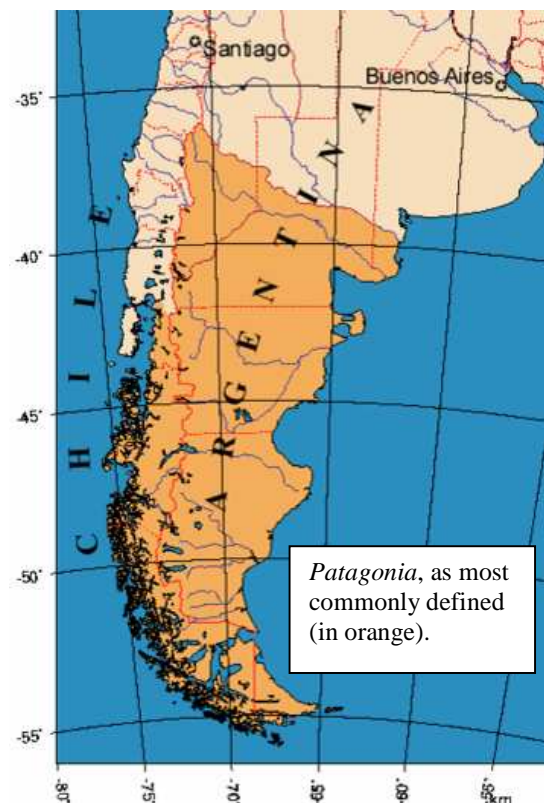 Santiago
Buenos Aires
-35°
-40°
-45°
-50°
-55°
CHILE
ARGENTINA
Patagonia, as most
commonly defined
(in orange).
-80°
-75°
-70°
-65°
-60°
-55°
km